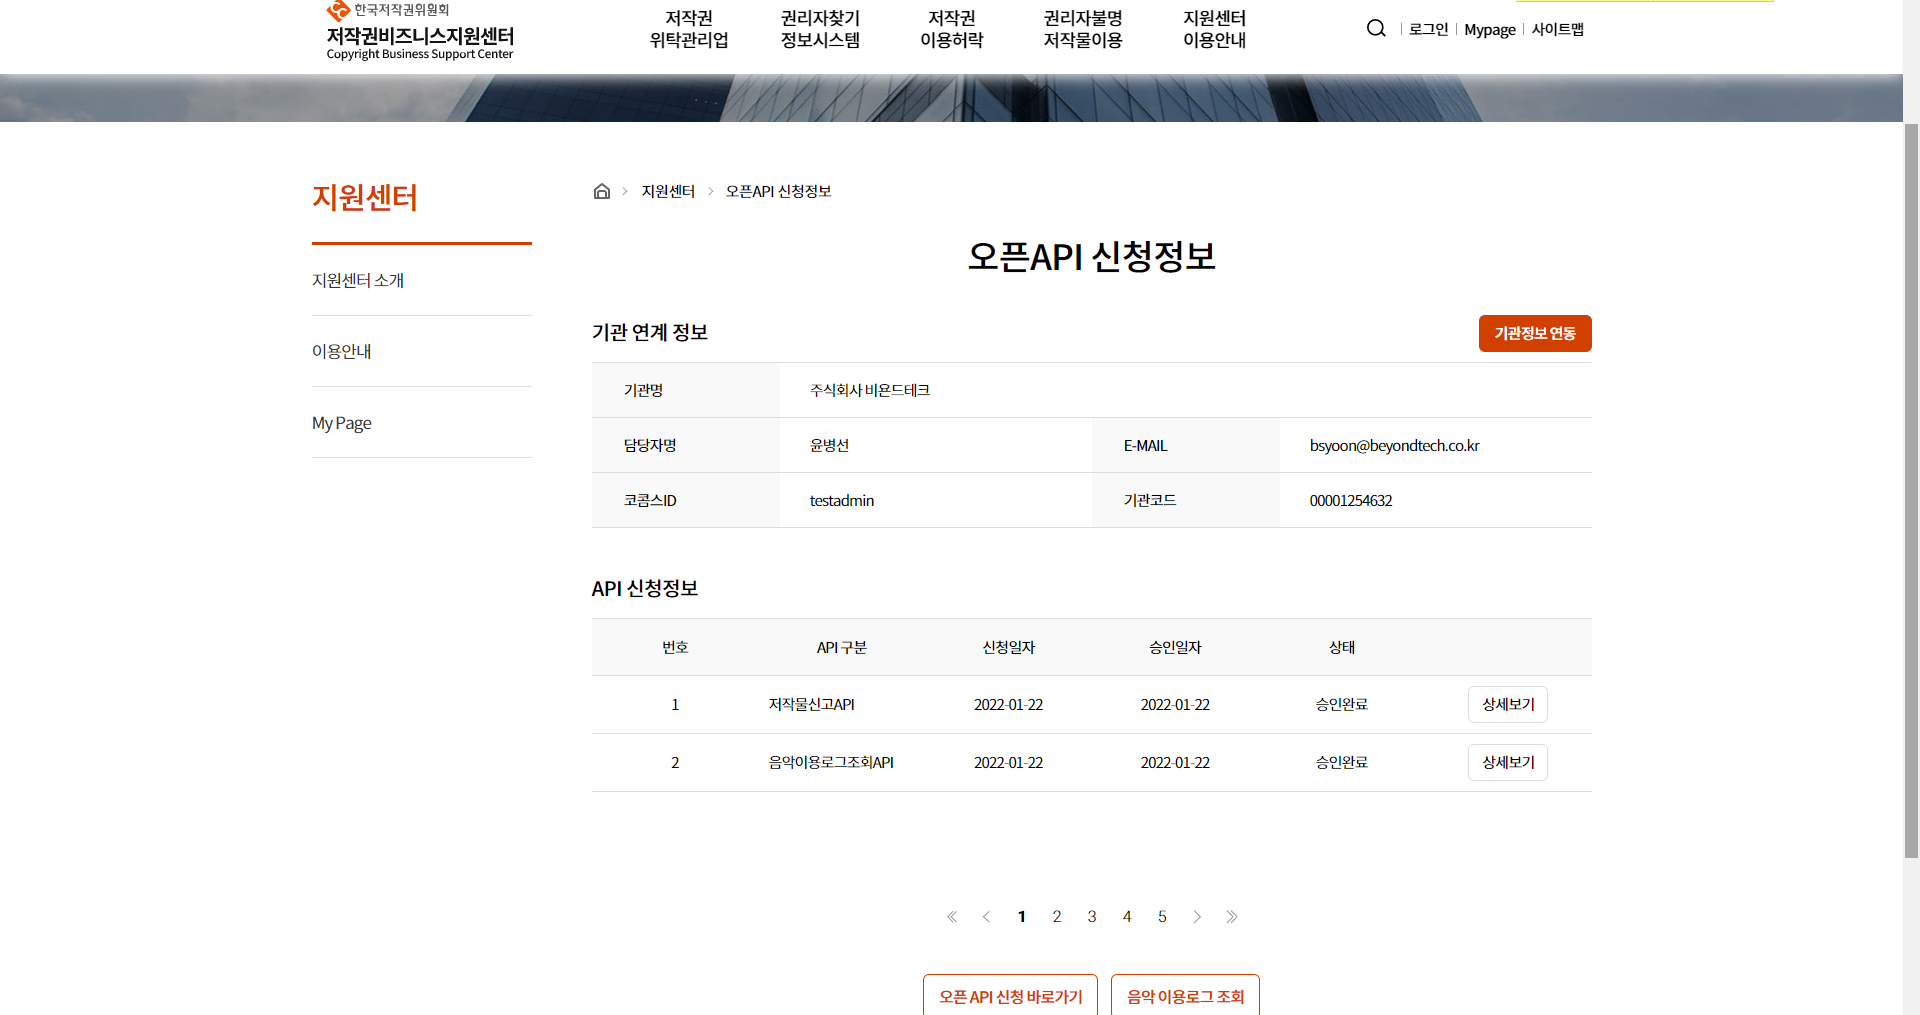 한국저작권위원회
저작권비즈니스지원센터
Copyright Business Support Center
저작권
위탁관리업
권리자찾기
정보시스템
저작권
이용허락
권리자불명
저작물이용
지원센터
이용안내
로그인
Mypage
사이트맵
지원센터
지원센터 소개
이용안내
My Page
지원센터
오픈API 신청정보
오픈API 신청정보
기관 연계 정보
기관정보 연동
기관명 주식회사 비욘드테크
담당자명 윤병선 E-MAIL bsyoon@beyondtech.co.kr
코콤스ID testadmin 기관코드 00001254632
API 신청정보
번호 API 구분 신청일자 승인일자 상태
1 저작물신고API 2022-01-22 2022-01-22 승인완료 상세보기
2 음악이용로그조회API 2022-01-22 2022-01-22 승인완료 상세보기
1 2 3 4 5
오픈 API 신청 바로가기
음악 이용로그 조회